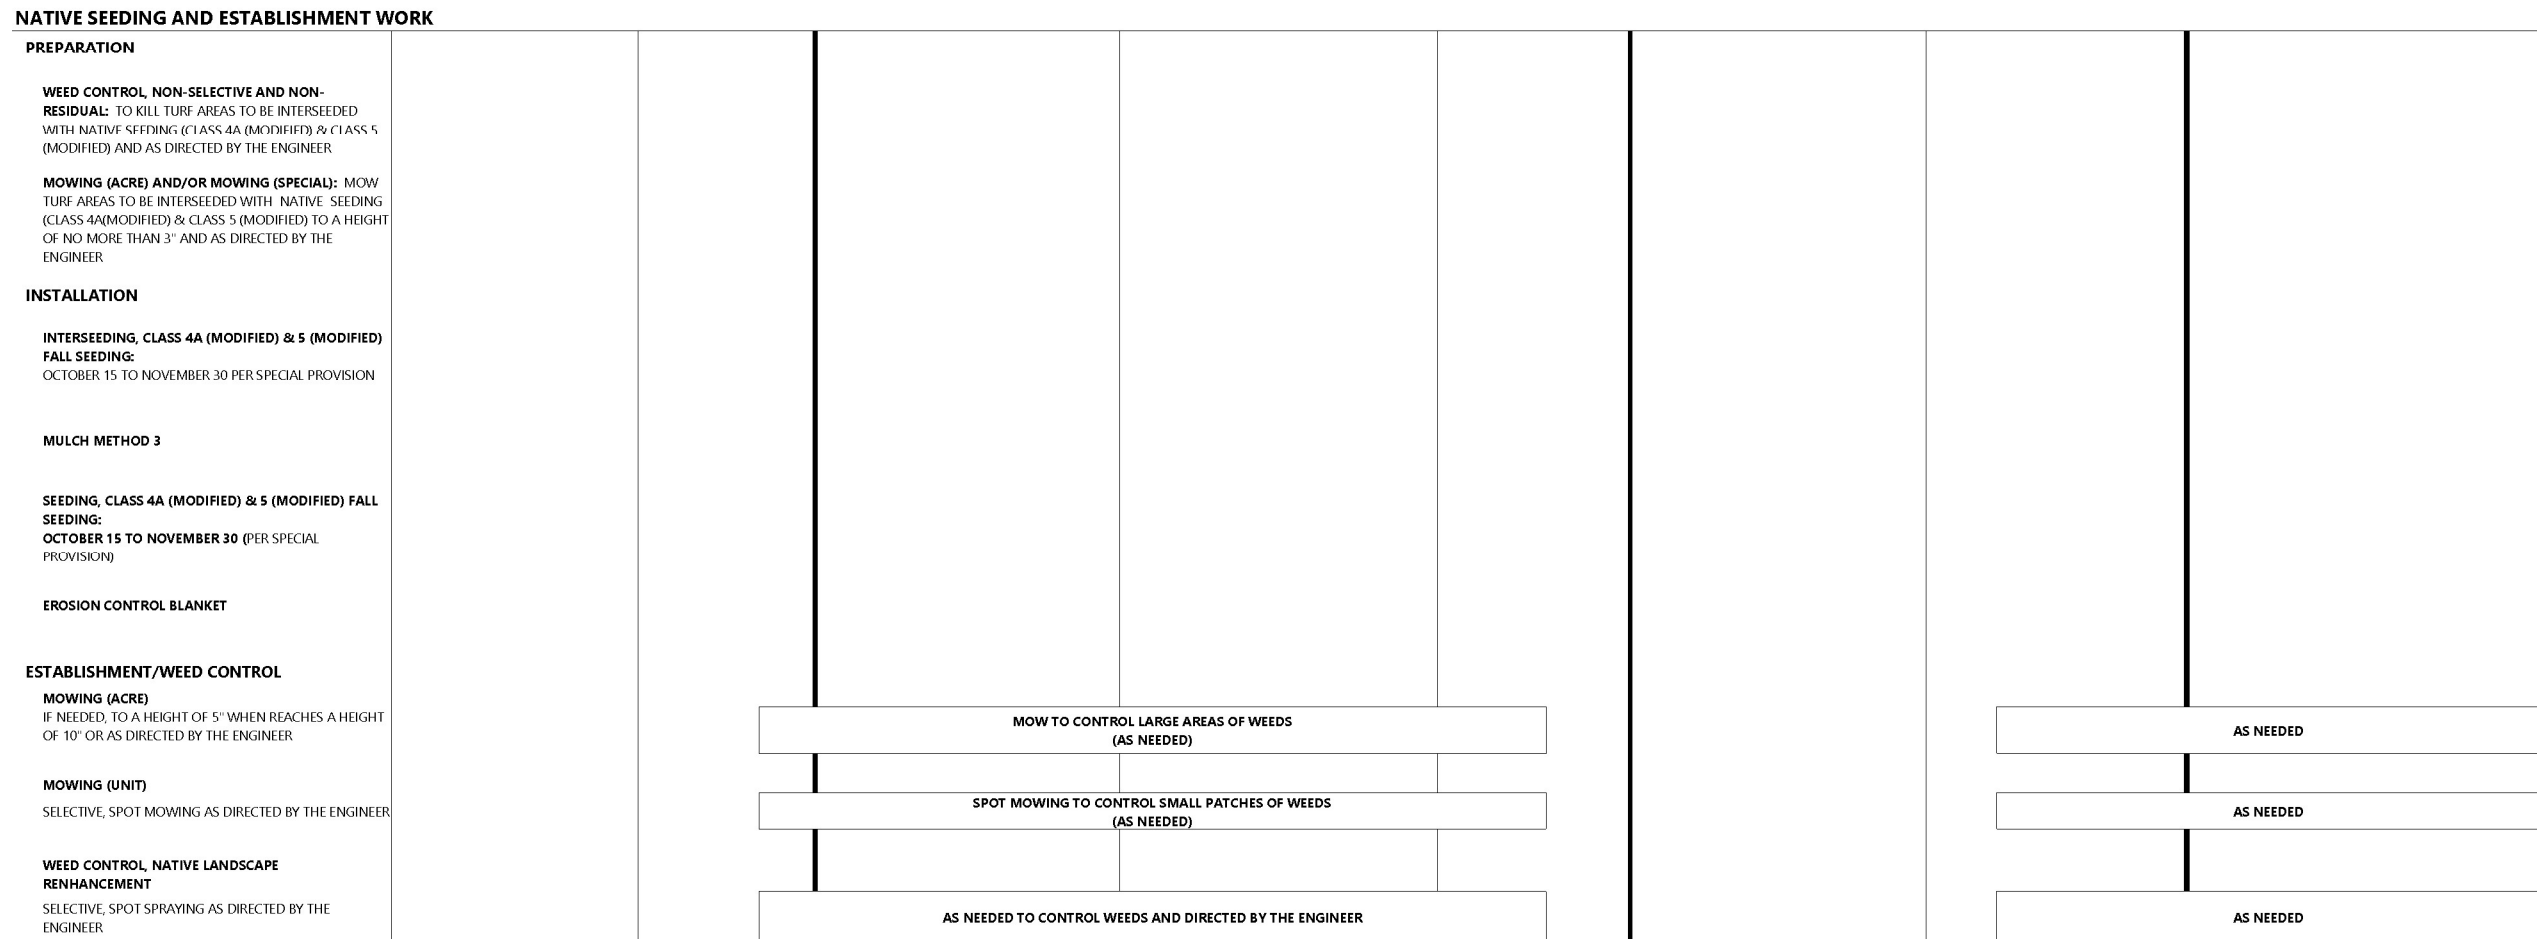 NATIVE SEEDING AND ESTABLISHMENT WORK
PREPARATION
WEED CONTROL, NON-SELECTIVE AND NON-
RESIDUAL: TO KILL TURF AREAS TO BE INTERSEEDED
WITH NATIVE SEEDING (CLASS 4A (MODIFIED) & CLASS 5
(MODIFIED) AND AS DIRECTED BY THE ENGINEER
MOWING (ACRE) AND/OR MOWING (SPECIAL): MOW
TURF AREAS TO BE INTERSEEDED WITH NATIVE SEEDING
(CLASS 4A(MODIFIED) & CLASS 5 (MODIFIED) TO A HEIGHT
OF NO MORE THAN 3" AND AS DIRECTED BY THE
ENGINEER
INSTALLATION
INTERSEEDING, CLASS 4A (MODIFIED) & 5 (MODIFIED)
FALL SEEDING:
OCTOBER 15 TO NOVEMBER 30 PER SPECIAL PROVISION
MULCH METHOD 3
SEEDING, CLASS 4A (MODIFIED) & 5 (MODIFIED) FALL
SEEDING:
OCTOBER 15 TO NOVEMBER 30 (PER SPECIAL
PROVISION)
EROSION CONTROL BLANKET
ESTABLISHMENT/WEED CONTROL
MOWING (ACRE)
IF NEEDED, TO A HEIGHT OF 5" WHEN REACHES A HEIGHT
OF 10" OR AS DIRECTED BY THE ENGINEER
MOW TO CONTROL LARGE AREAS OF WEEDS
(AS NEEDED)
AS NEEDED
MOWING (UNIT)
SELECTIVE, SPOT MOWING AS DIRECTED BY THE ENGINEER
SPOT MOWING TO CONTROL SMALL PATCHES OF WEEDS
(AS NEEDED)
AS NEEDED
WEED CONTROL, NATIVE LANDSCAPE
RENHANCEMENT
SELECTIVE, SPOT SPRAYING AS DIRECTED BY THE
ENGINEER
AS NEEDED TO CONTROL WEEDS AND DIRECTED BY THE ENGINEER
AS NEEDED